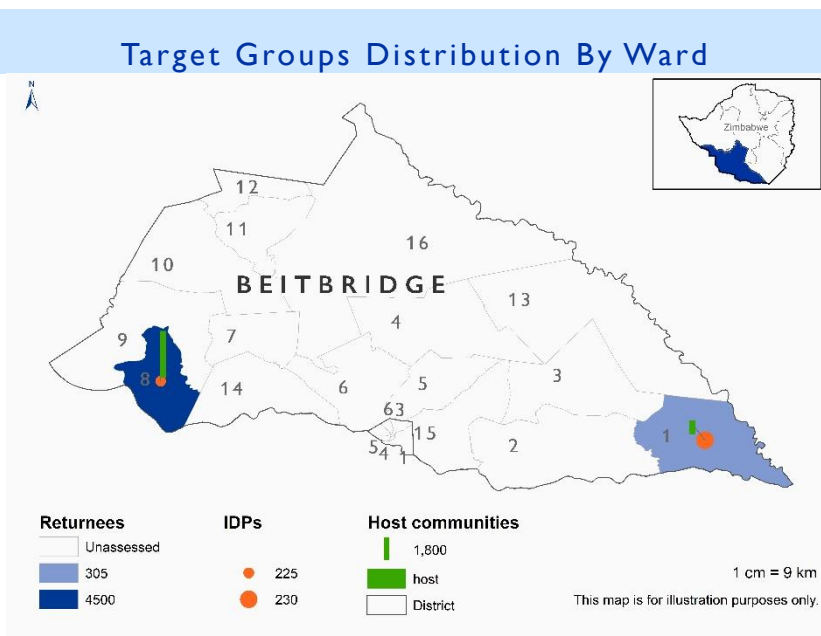 Target Groups Distribution By Ward
N
Zimbabwe
12
11
16
10
BEITBRIDGE
13
4
9
7
3
8
14
6
5
63
1
15
2
5
4
1
Returnees
Unassessed
305
4500
IDPs
225
230
Host communities
1,800
host
District
1 cm = 9 km
This map is for illustration purposes only.